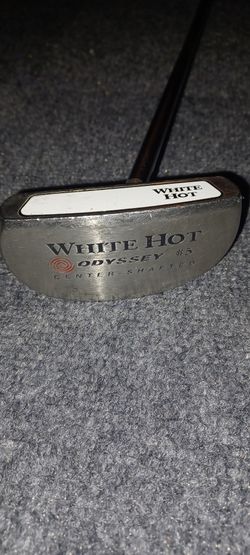 WHITE
HOT
WHITE HOT
ODYSSEY #5
CENTER-SHAFTED